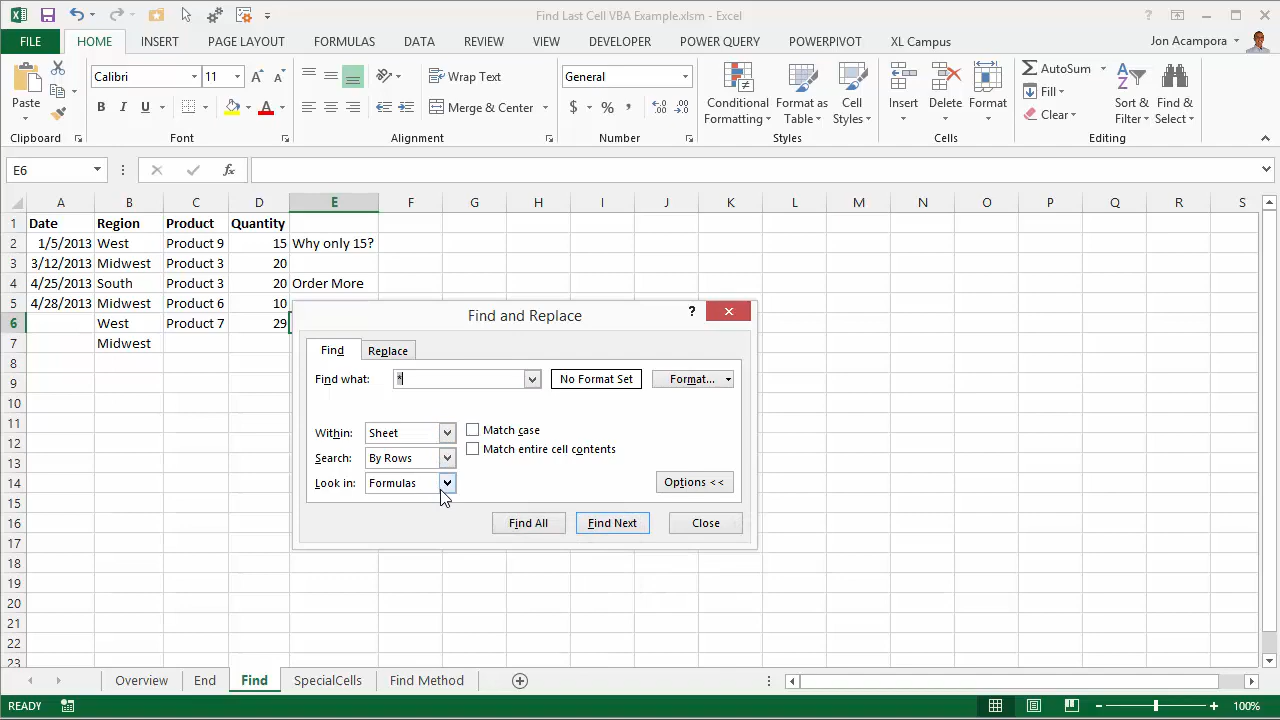 Find Last Cell VBA Example.xlsm - Excel
?
FILE HOME INSERT PAGE LAYOUT FORMULAS DATA REVIEW VIEW DEVELOPER POWERQUERY POWERPIVOT XL Campus Jon Acampora
Paste
Clipboard
Calibri 11
B I U
Font
Wrap Text
Merge & Center
Alignment
General
$ % ,
Number
Conditional Formatting
Format as Table
Cell Styles
Styles
Insert Delete Format
Cells
AutoSum
Fill
Clear
Sort & Filter
Find & Select
Editing
E6 fx
A B C D E F G H I J K L M N O P Q R S
1 Date Region Product Quantity
2 1/5/2013 West Product 9 15 Why only 15?
3 3/12/2013 Midwest Product 3 20
4 4/25/2013 South Product 3 20 Order More
5 4/28/2013 Midwest Product 6 10
6 West Product 7 29
7 Midwest
8
9
10
11
12
13
14
15
16
17
18
19
20
21
22
23
Find and Replace ?
Find Replace
Find what: * No Format Set Format...
Within: Sheet Match case
Search: By Rows Match entire cell contents
Look in: Formulas Options <<
Find All Find Next Close
Overview End Find SpecialCells Find Method
READY 100%